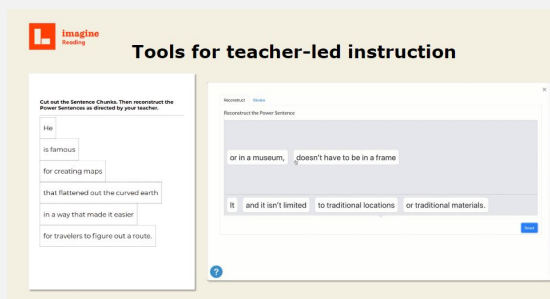 imagine
Reading
Tools for teacher-led instruction
Cut out the Sentence Chunks. Then reconstruct the
Power Sentences as directed by your teacher.
He
is famous
for creating maps
that flattened out the curved earth
in a way that made it easier
for travelers to figure out a route.
Reconstruct Review
Reconstruct the Power Sentence
or in a museum, doesn't have to be in a frame
It and it isn't limited to traditional locations or traditional materials.
?